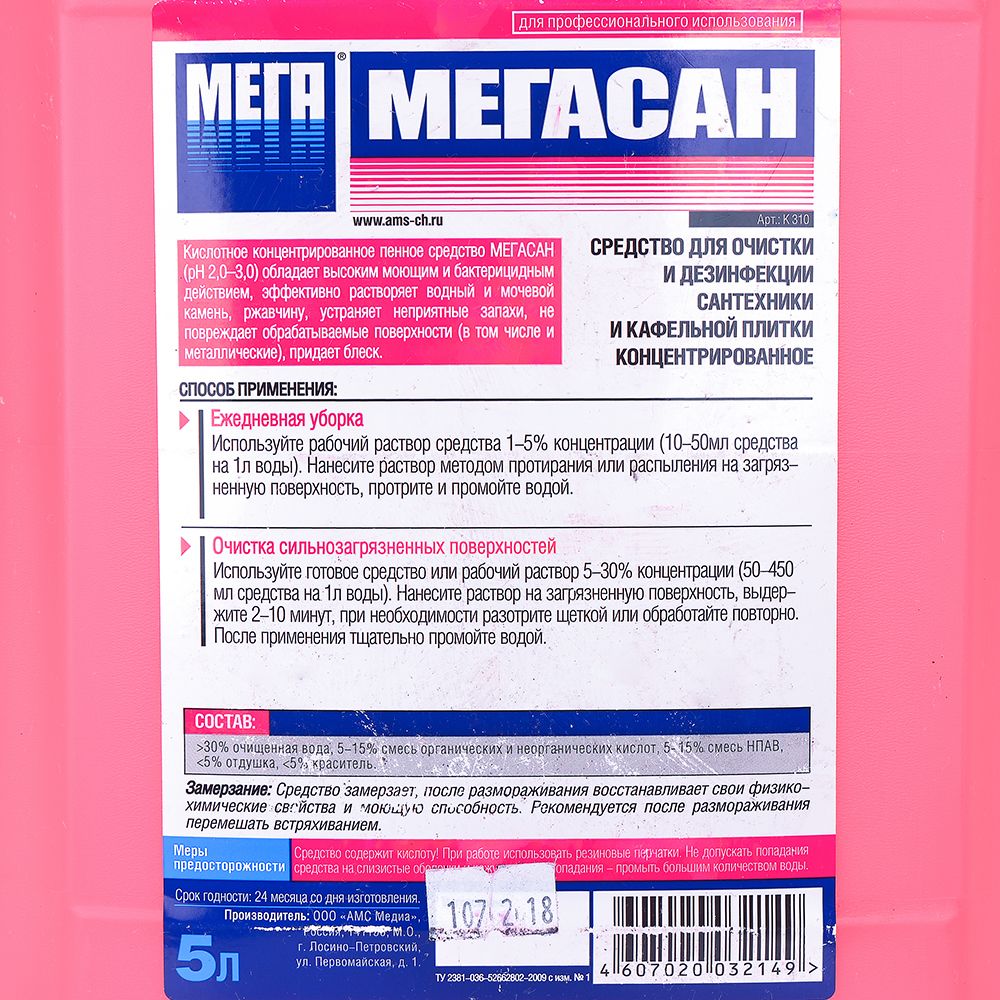 для профессионального использования
МЕГА®
МЕГАСАН
www.ams-ch.ru
Арт.: К 310
Кислотное концентрированное пенное средство МЕГАСАН
(pH 2,0–3,0) обладает высоким моющим и бактерицидным
действием, эффективно растворяет водный и мочевой
камень, ржавчину, устраняет неприятные запахи, не
повреждает обрабатываемые поверхности (в том числе и
металлические), придает блеск.
СРЕДСТВО ДЛЯ ОЧИСТКИ
И ДЕЗИНФЕКЦИИ
САНТЕХНИКИ
И КАФЕЛЬНОЙ ПЛИТКИ
КОНЦЕНТРИРОВАННОЕ
СПОСОБ ПРИМЕНЕНИЯ:
Ежедневная уборка
Используйте рабочий раствор средства 1–5% концентрации (10–50мл средства
на 1л воды). Нанесите раствор методом протирания или распыления на загряз-
ненную поверхность, протрите и промойте водой.
Очистка сильнозагрязненных поверхностей
Используйте готовое средство или рабочий раствор 5–30% концентрации (50–450
мл средства на 1л воды). Нанесите раствор на загрязненную поверхность, выдер-
жите 2–10 минут, при необходимости разотрите щеткой или обработайте повторно.
После применения тщательно промойте водой.
СОСТАВ:
>30% очищенная вода, 5–15% смесь органических и неорганических кислот, 5–15% смесь НПАВ,
<5% отдушка, <5% краситель.
Замерзание: Средство замерзает, после размораживания восстанавливает свои физико-
химические свойства и моющую способность. Рекомендуется после размораживания
перемешать встряхиванием.
Меры
предосторожности
Средство содержит кислоту! При работе использовать резиновые перчатки. Не допускать попадания
средства на слизистые попадания – промыть большим количеством воды.
Срок годности: 24 месяца со дня изготовления.
Производитель: ООО «АМС Медиа»,
Россия, М.О.,
г. Лосино-Петровский,
ул. Первомайская, д. 1.
5л
107 2 18
ТУ 2381-036-52662802-2009 с изм. № 1
4 607020 032149 >